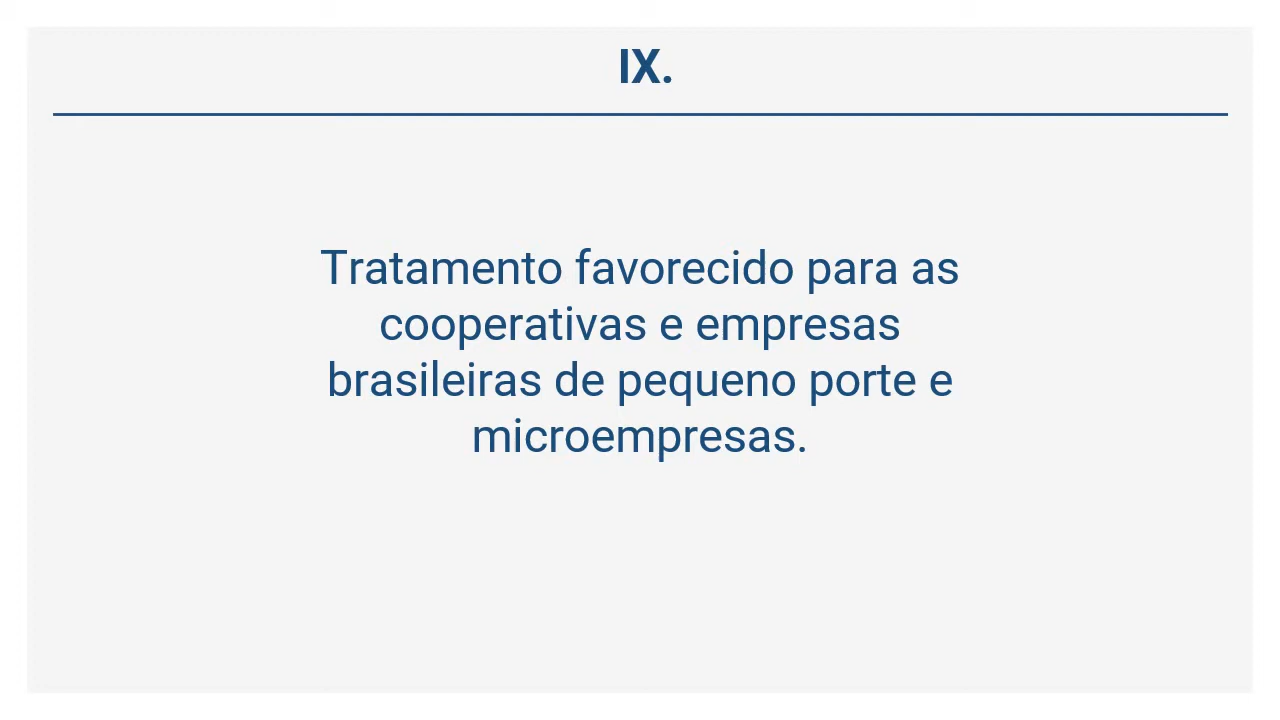 IX.
Tratamento favorecido para as
cooperativas e empresas
brasileiras de pequeno porte e
microempresas.